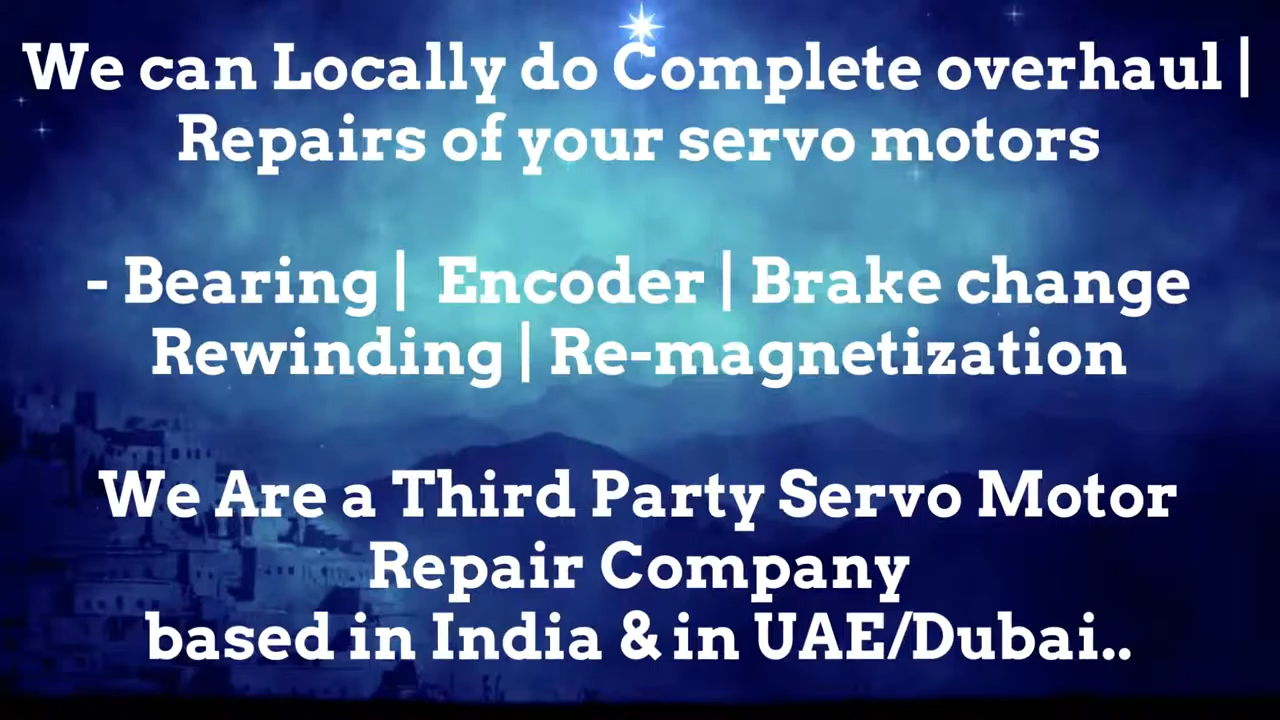 We can Locally do Complete overhaul |
Repairs of your servo motors
- Bearing | Encoder | Brake change
Rewinding | Re-magnetization
We Are a Third Party Servo Motor
Repair Company
based in India & in UAE/Dubai..